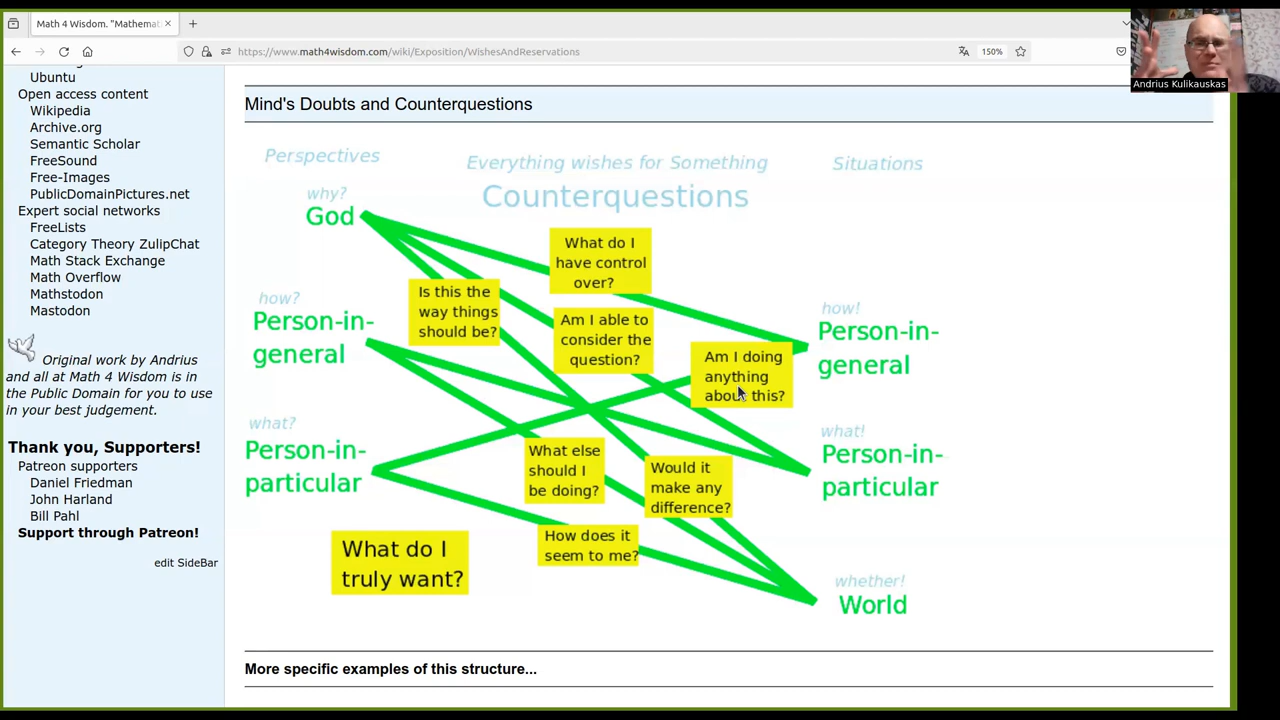 Math 4 Wisdom. "Mathemat
https://www.math4wisdom.com/wiki/Exposition/WishesAndReservations
150%
Andrius Kulikauskas
Ubuntu
Open access content
Wikipedia
Archive.org
Semantic Scholar
FreeSound
Free-Images
PublicDomainPictures.net
Expert social networks
FreeLists
Category Theory ZulipChat
Math Stack Exchange
Math Overflow
Mathstodon
Mastodon
Original work by Andrius
and all at Math 4 Wisdom is in
the Public Domain for you to use
in your best judgement.
Thank you, Supporters!
Patreon supporters
Daniel Friedman
John Harland
Bill Pahl
Support through Patreon!
edit SideBar
Mind's Doubts and Counterquestions
Perspectives
Everything wishes for Something
Situations
Counterquestions
why?
God
how?
Person-in-
general
what?
Person-in-
particular
What do I
have control
over?
Is this the
way things
should be?
Am I able to
consider the
question?
Am I doing
anything
about this?
What else
should I
be doing?
Would it
make any
difference?
How does it
seem to me?
What do I
truly want?
how!
Person-in-
general
what!
Person-in-
particular
whether!
World
More specific examples of this structure...